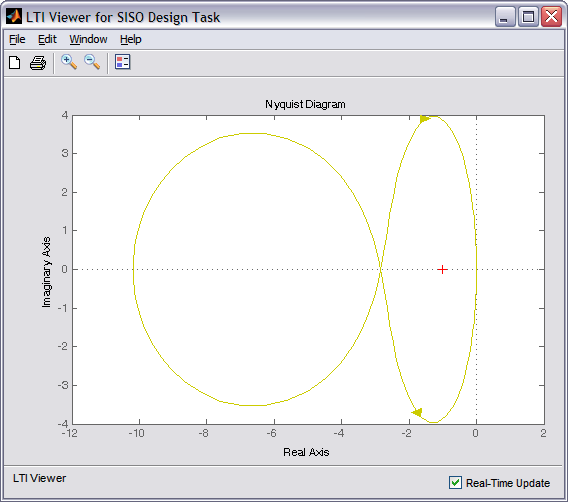 LTI Viewer for SISO Design Task
File Edit Window Help
Nyquist Diagram
4
3
2
1
0
-1
-2
-3
-4
Imaginary Axis
-12 -10 -8 -6 -4 -2 0 2
Real Axis
LTI Viewer
Real-Time Update